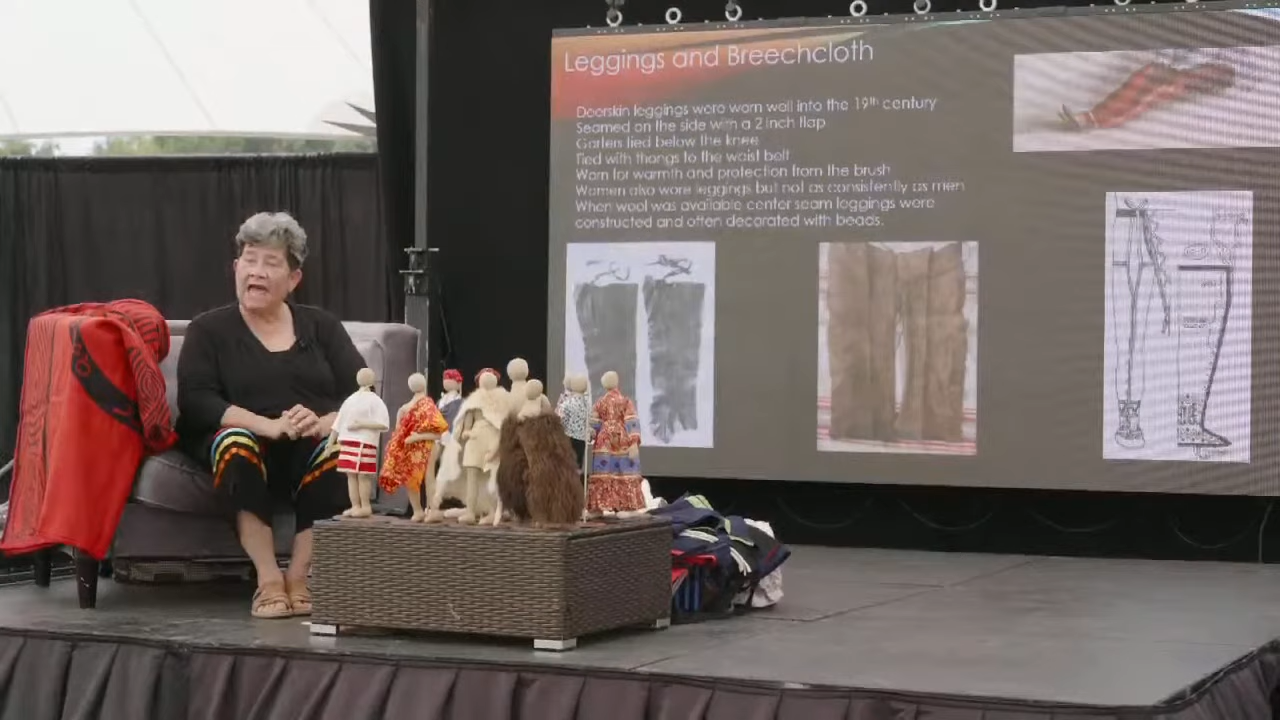 Leggings and Breechcloth
Deerskin leggings were worn well into the 19th century
Seamed on the side with a 2 inch flap
Garters tied below the knee
Tied with thongs to the waist belt
Worn for warmth and protection from the brush
Women also wore leggings but not as consistently as men
When wool was available center seam leggings were
constructed and often decorated with beads.